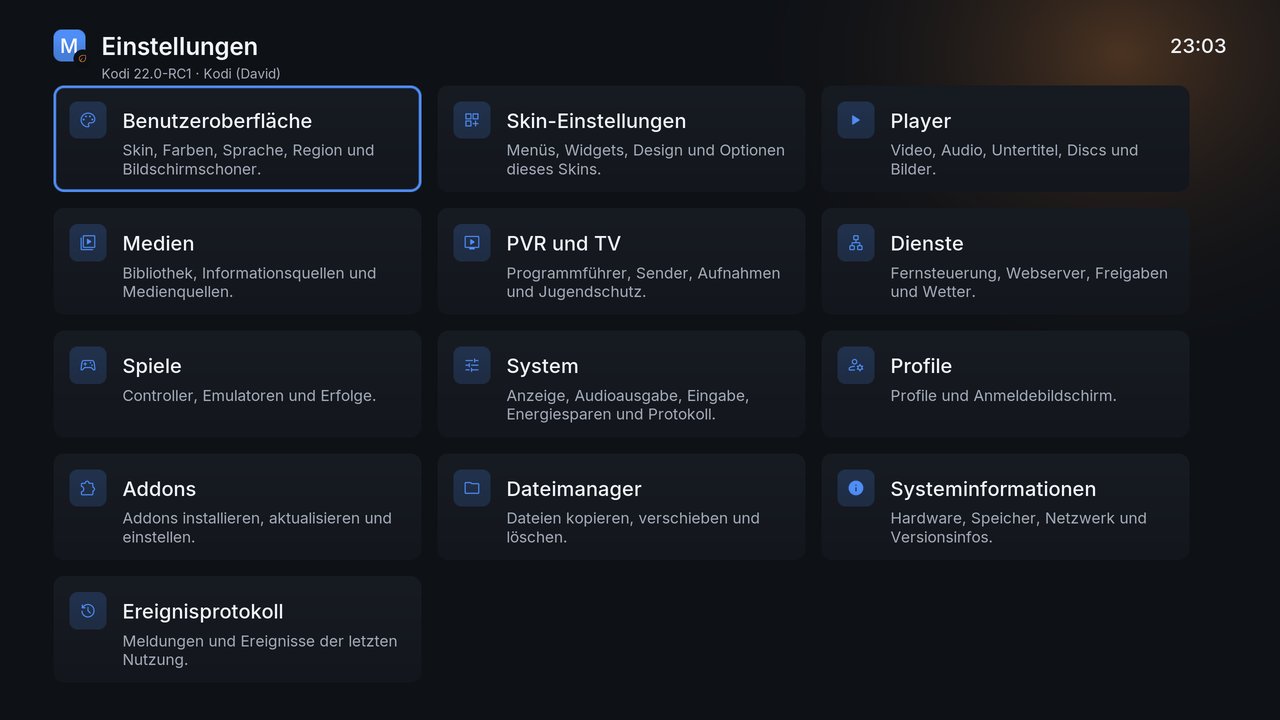 M
Einstellungen
23:03
Kodi 22.0-RC1 · Kodi (David)
Benutzeroberfläche
Skin, Farben, Sprache, Region und
Bildschirmschoner.
Skin-Einstellungen
Menüs, Widgets, Design und Optionen
dieses Skins.
Player
Video, Audio, Untertitel, Discs und
Bilder.
Medien
Bibliothek, Informationsquellen und
Medienquellen.
PVR und TV
Programmführer, Sender, Aufnahmen
und Jugendschutz.
Dienste
Fernsteuerung, Webserver, Freigaben
und Wetter.
Spiele
Controller, Emulatoren und Erfolge.
System
Anzeige, Audioausgabe, Eingabe,
Energiesparen und Protokoll.
Profile
Profile und Anmeldebildschirm.
Addons
Addons installieren, aktualisieren und
einstellen.
Dateimanager
Dateien kopieren, verschieben und
löschen.
Systeminformationen
Hardware, Speicher, Netzwerk und
Versionsinfos.
Ereignisprotokoll
Meldungen und Ereignisse der letzten
Nutzung.